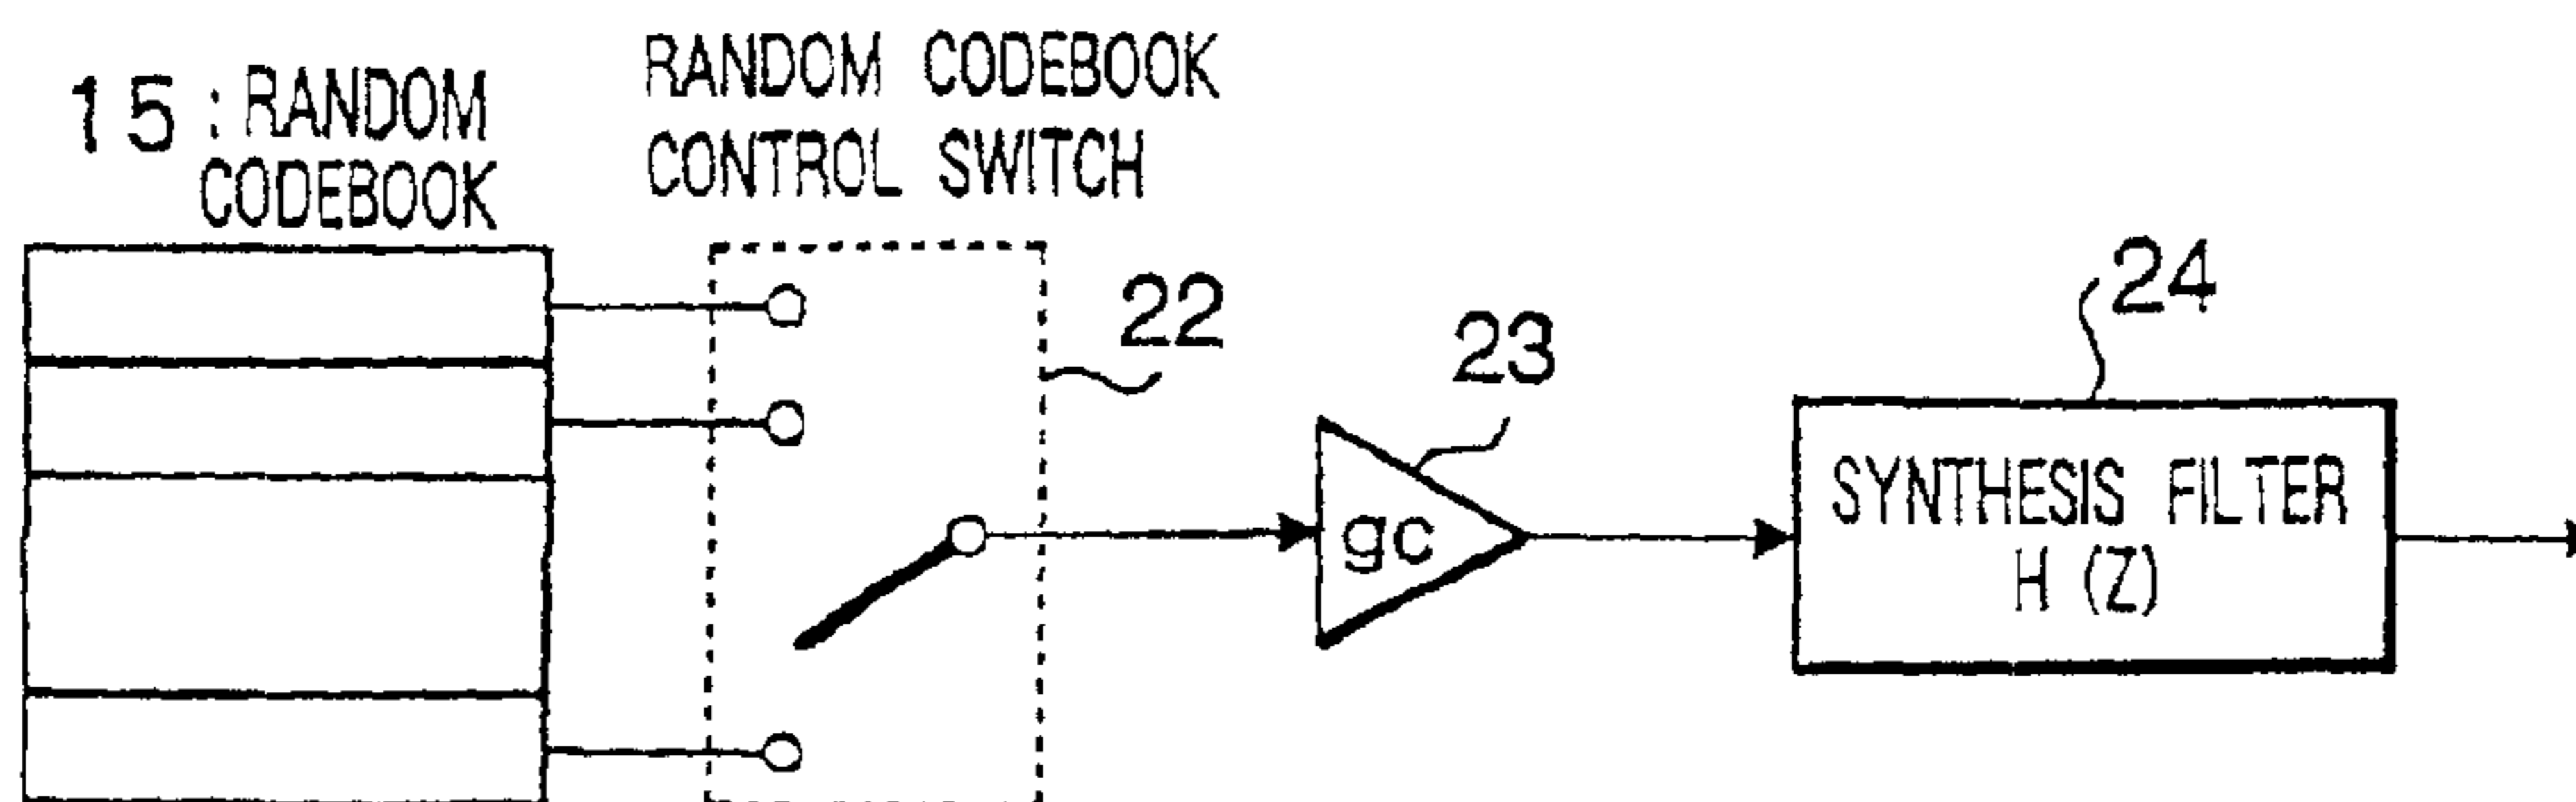 15 : RANDOM
CODEBOOK
RANDOM CODEBOOK
CONTROL SWITCH
22
23
gc
24
SYNTHESIS FILTER
H (Z)